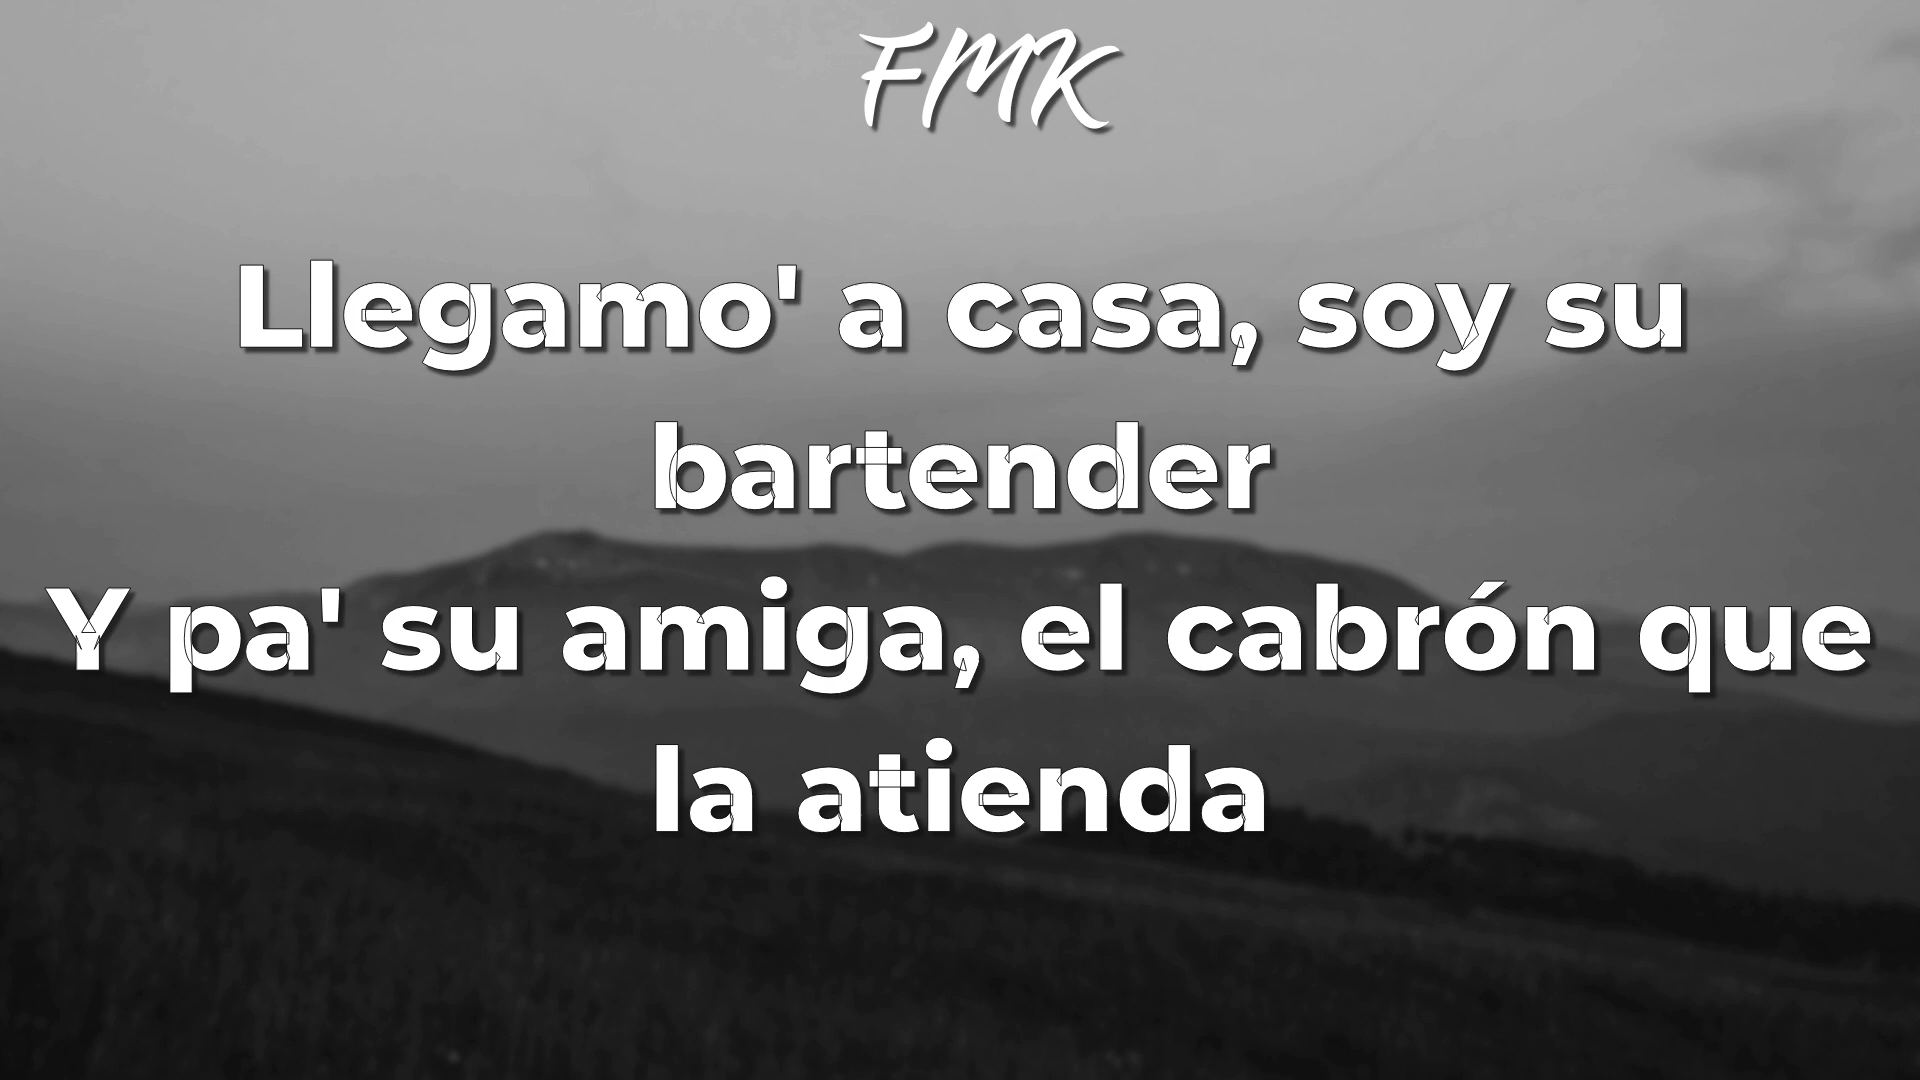 FMK
Llegamo' a casa, soy su
bartender
Y pa' su amiga, el cabrón que
la atienda